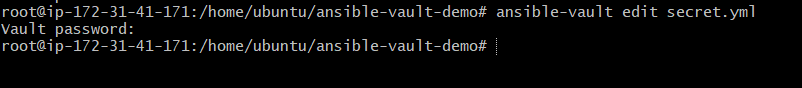 root@ip-172-31-41-171:/home/ubuntu/ansible-vault-demo# ansible-vault edit secret.yml
Vault password:
root@ip-172-31-41-171:/home/ubuntu/ansible-vault-demo#